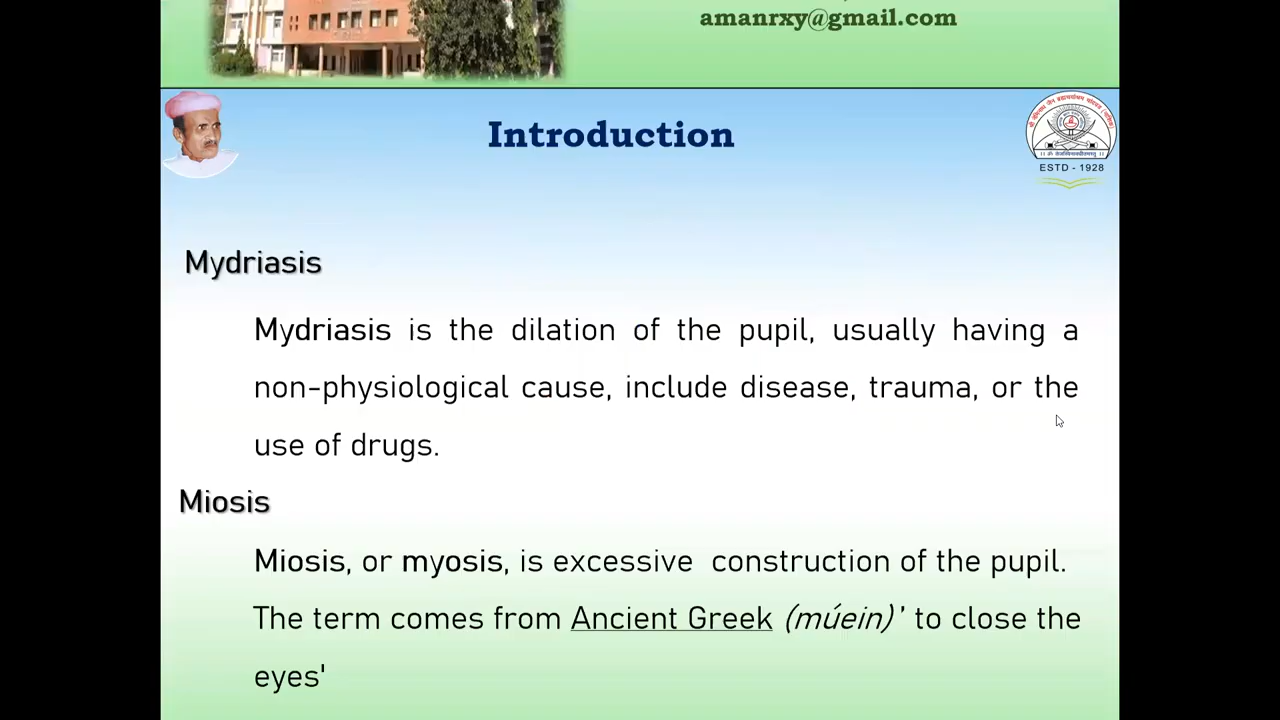 amanrxy@gmail.com
Introduction
ESTD - 1928
Mydriasis
Mydriasis is the dilation of the pupil, usually having a
non-physiological cause, include disease, trauma, or the
use of drugs.
Miosis
Miosis, or myosis, is excessive construction of the pupil.
The term comes from Ancient Greek (múein) ’ to close the
eyes'